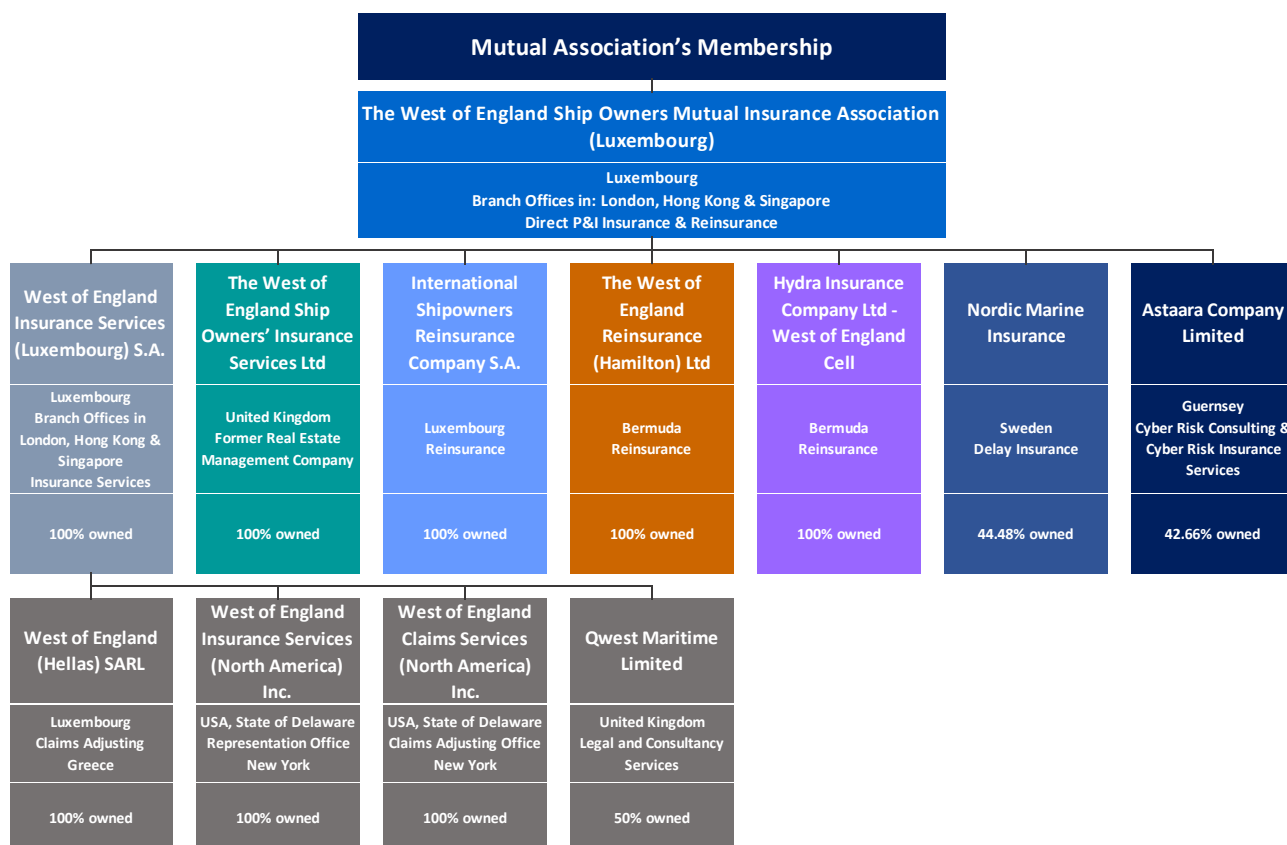 Mutual Association’s Membership
The West of England Ship Owners Mutual Insurance Association
(Luxembourg)
Luxembourg
Branch Offices in: London, Hong Kong & Singapore
Direct P&I Insurance & Reinsurance
West of England
Insurance Services
(Luxembourg) S.A.
Luxembourg
Branch Offices in
London, Hong Kong &
Singapore
Insurance Services
100% owned
The West of
England Ship
Owners’ Insurance
Services Ltd
United Kingdom
Former Real Estate
Management Company
100% owned
International
Shipowners
Reinsurance
Company S.A.
Luxembourg
Reinsurance
100% owned
The West of
England
Reinsurance
(Hamilton) Ltd
Bermuda
Reinsurance
100% owned
Hydra Insurance
Company Ltd -
West of England
Cell
Bermuda
Reinsurance
100% owned
Nordic Marine
Insurance
Sweden
Delay Insurance
44.48% owned
Astaara Company
Limited
Guernsey
Cyber Risk Consulting &
Cyber Risk Insurance
Services
42.66% owned
West of England
(Hellas) SARL
Luxembourg
Claims Adjusting
Greece
100% owned
West of England
Insurance Services
(North America)
Inc.
USA, State of Delaware
Representation Office
New York
100% owned
West of England
Claims Services
(North America)
Inc.
USA, State of Delaware
Claims Adjusting Office
New York
100% owned
Qwest Maritime
Limited
United Kingdom
Legal and Consultancy
Services
50% owned